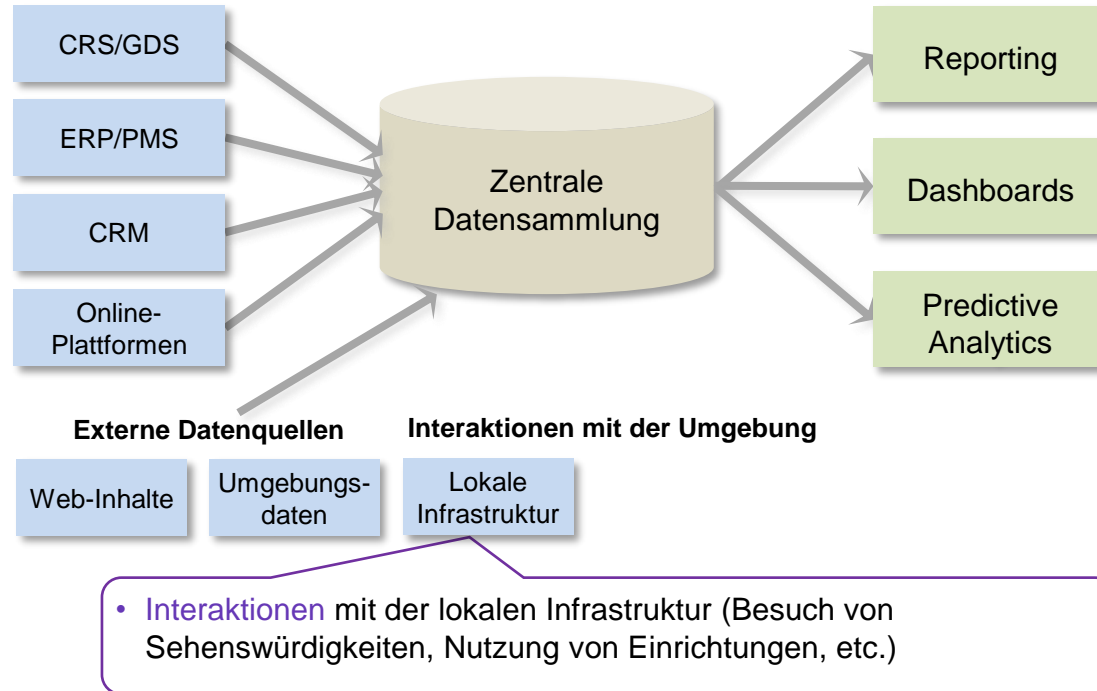 CRS/GDS
ERP/PMS
CRM
Online-
Plattformen
Zentrale
Datensammlung
Reporting
Dashboards
Predictive
Analytics
Externe Datenquellen
Interaktionen mit der Umgebung
Web-Inhalte
Umgebungs-
daten
Lokale
Infrastruktur
• Interaktionen mit der lokalen Infrastruktur (Besuch von
Sehenswürdigkeiten, Nutzung von Einrichtungen, etc.)